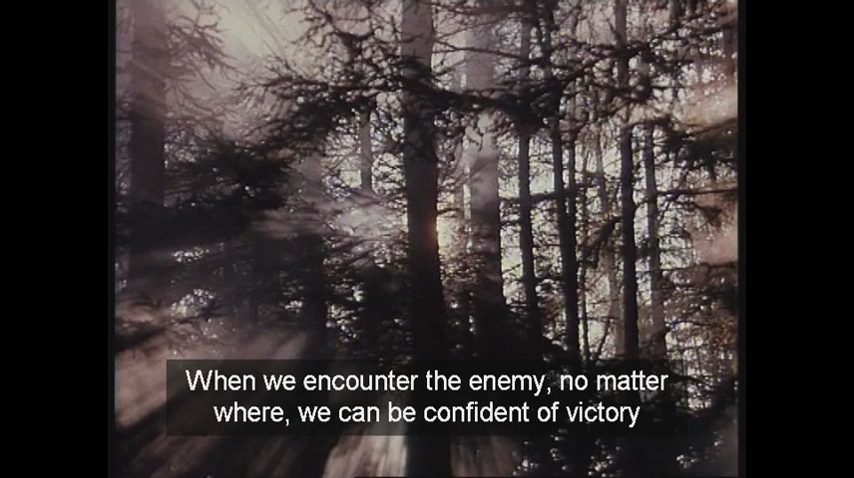 When we encounter the enemy, no matter
where, we can be confident of victory